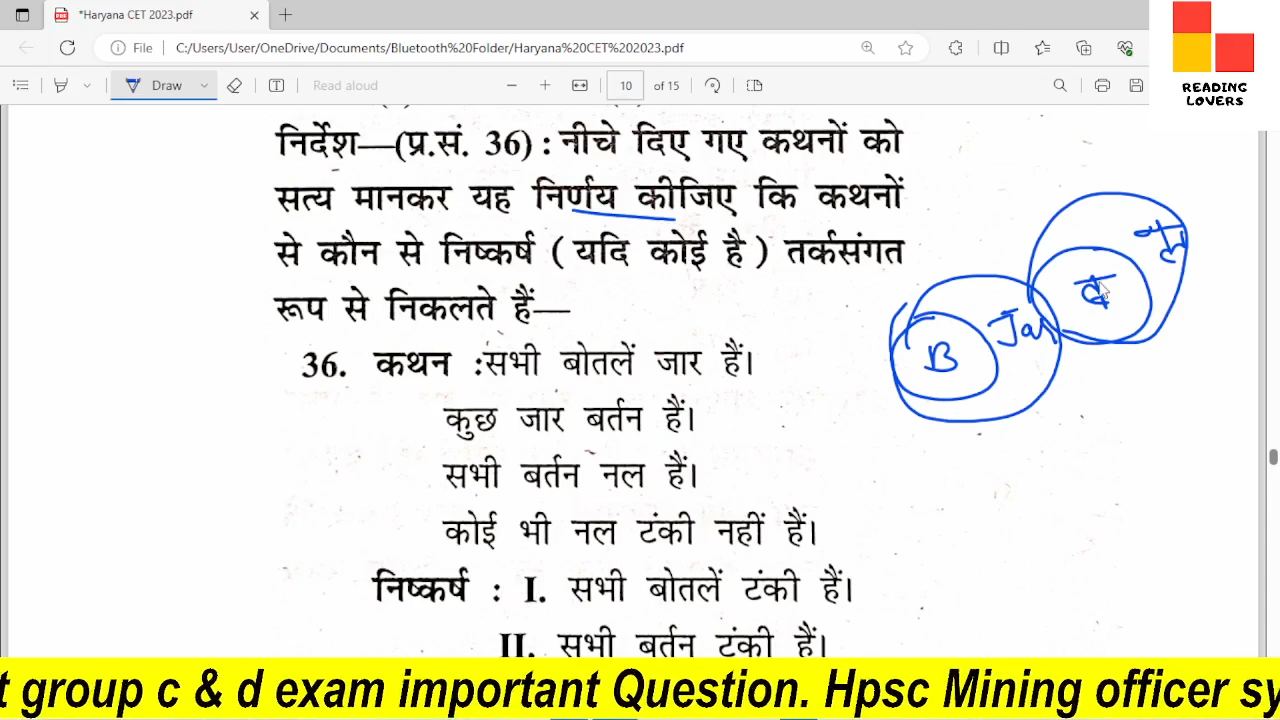 *Haryana CET 2023.pdf
File C:/Users/User/OneDrive/Documents/Bluetooth%20Folder/Haryana%20CET%202023.pdf
Draw Read aloud 10 of 15
READING
LOVERS
निर्देश—(प्र.सं. 36) : नीचे दिए गए कथनों को
सत्य मानकर यह निर्णय कीजिए कि कथनों
से कौन से निष्कर्ष ( यदि कोई है ) तर्कसंगत
रूप से निकलते हैं—
36. कथन :सभी बोतलें जार हैं।
कुछ जार बर्तन हैं।
सभी बर्तन नल हैं।
कोई भी नल टंकी नहीं हैं।
निष्कर्ष : I. सभी बोतलें टंकी हैं।
II. सभी बर्तन टंकी हैं।
B Jar ब
t group c & d exam important Question. Hpsc Mining officer sy